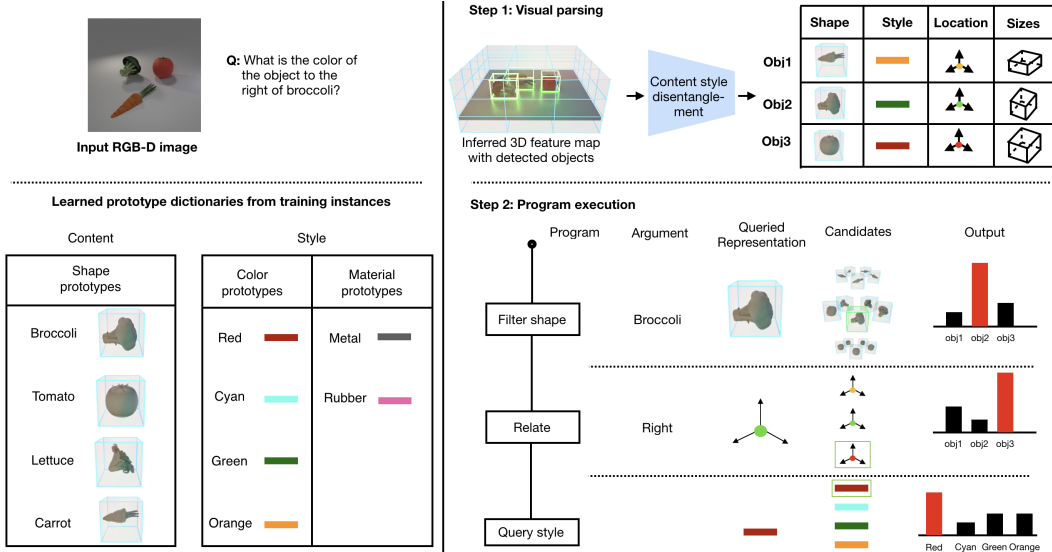 Q: What is the color of
the object to the
right of broccoli?
Input RGB-D image
Learned prototype dictionaries from training instances
Content
Style
Shape
prototypes
Color
prototypes
Material
prototypes
Broccoli
Tomato
Lettuce
Carrot
Red
Cyan
Green
Orange
Metal
Rubber
Step 1: Visual parsing
Inferred 3D feature map
with detected objects
Content style
disentangle-
ment
Shape Style Location Sizes
Obj1
Obj2
Obj3
Step 2: Program execution
Program Argument Queried
Representation Candidates Output
Filter shape
Broccoli
obj1 obj2 obj3
Relate
Right
obj1 obj2 obj3
Query style
Red Cyan Green Orange